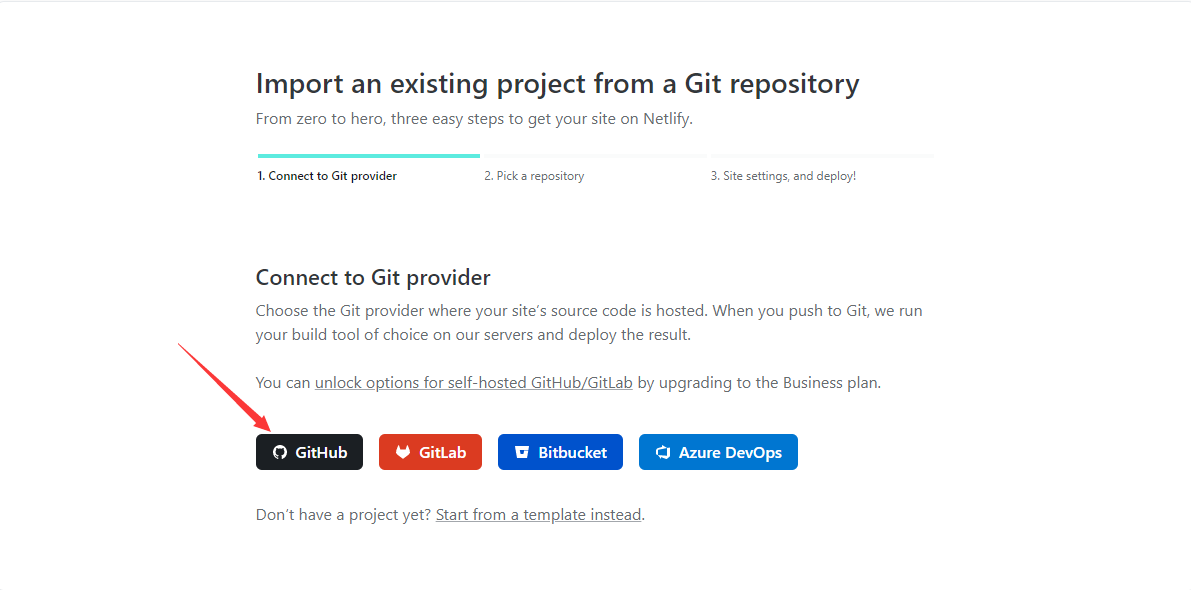 Import an existing project from a Git repository
From zero to hero, three easy steps to get your site on Netlify.
1. Connect to Git provider
2. Pick a repository
3. Site settings, and deploy!
Connect to Git provider
Choose the Git provider where your site’s source code is hosted. When you push to Git, we run
your build tool of choice on our servers and deploy the result.
You can unlock options for self-hosted GitHub/GitLab by upgrading to the Business plan.
GitHub
GitLab
Bitbucket
Azure DevOps
Don’t have a project yet? Start from a template instead.